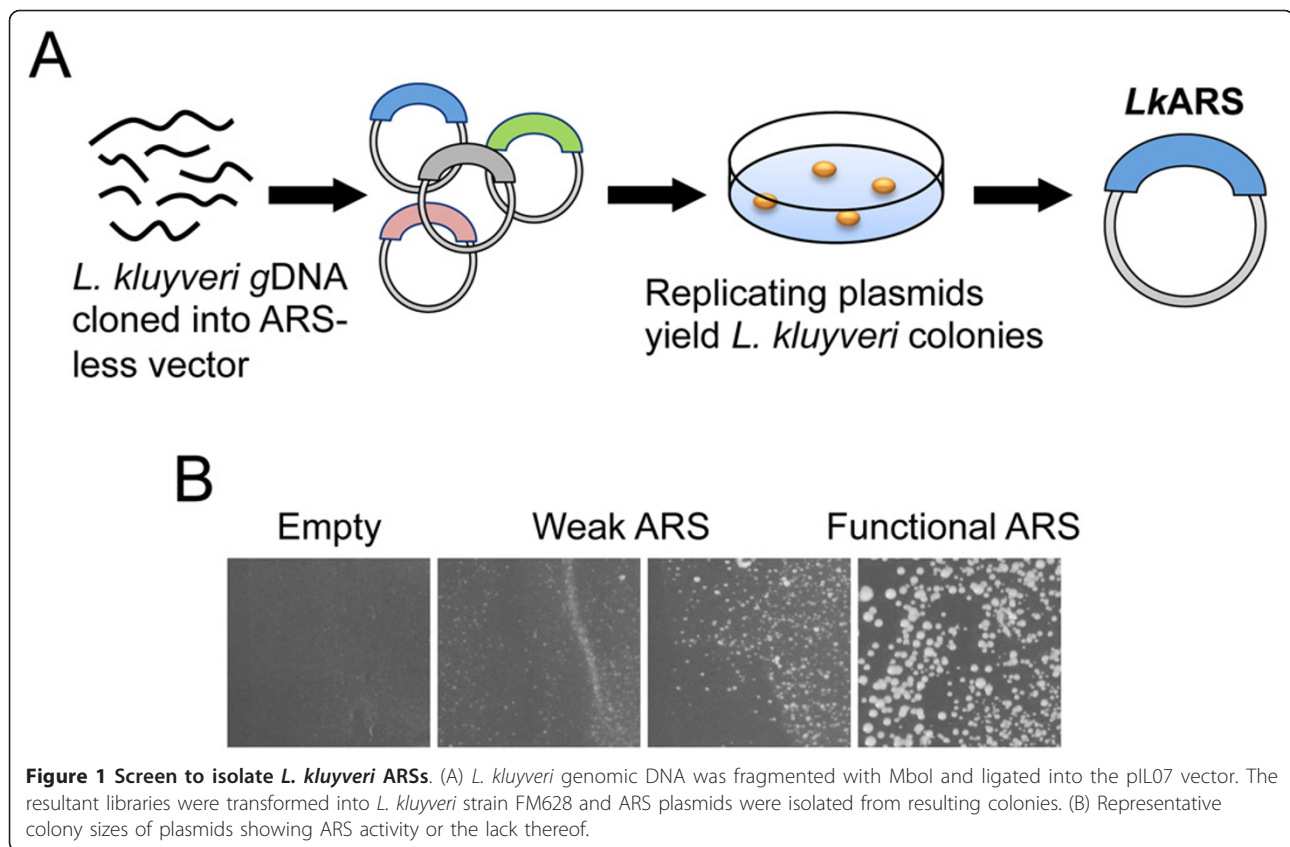 A
LkARS
L. kluyveri gDNA
cloned into ARS-
less vector
Replicating plasmids
yield L. kluyveri colonies
B
Empty
Weak ARS
Functional ARS
Figure 1 Screen to isolate L. kluyveri ARSs. (A) L. kluyveri genomic DNA was fragmented with MboI and ligated into the pIL07 vector. The
resultant libraries were transformed into L. kluyveri strain FM628 and ARS plasmids were isolated from resulting colonies. (B) Representative
colony sizes of plasmids showing ARS activity or the lack thereof.